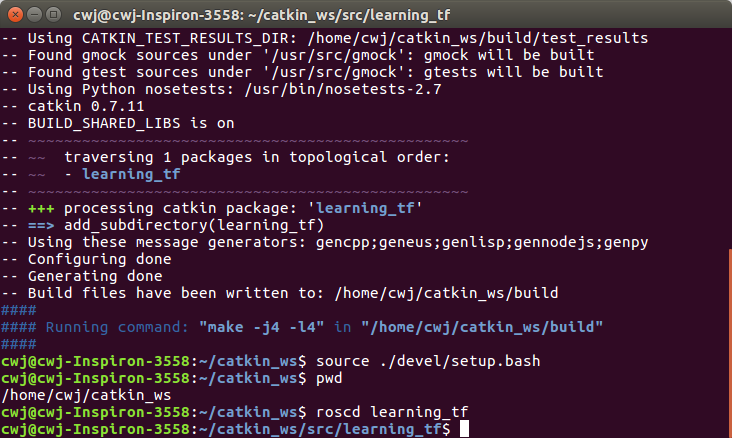 cwj@cwj-Inspiron-3558: ~/catkin_ws/src/learning_tf
-- Using CATKIN_TEST_RESULTS_DIR: /home/cwj/catkin_ws/build/test_results
-- Found gmock sources under '/usr/src/gmock': gmock will be built
-- Found gtest sources under '/usr/src/gmock': gtests will be built
-- Using Python nosetests: /usr/bin/nosetests-2.7
-- catkin 0.7.11
-- BUILD_SHARED_LIBS is on
-- ~~~~~~~~~~~~~~~~~~~~~~~~~~~~~~~~~~~~~~~~~~~~~~~~~
-- ~~  traversing 1 packages in topological order:
-- ~~  - learning_tf
-- ~~~~~~~~~~~~~~~~~~~~~~~~~~~~~~~~~~~~~~~~~~~~~~~~~
-- +++ processing catkin package: 'learning_tf'
-- ==> add_subdirectory(learning_tf)
-- Using these message generators: gencpp;geneus;genlisp;gennodejs;genpy
-- Configuring done
-- Generating done
-- Build files have been written to: /home/cwj/catkin_ws/build
####
#### Running command: "make -j4 -l4" in "/home/cwj/catkin_ws/build"
####
cwj@cwj-Inspiron-3558:~/catkin_ws$ source ./devel/setup.bash
cwj@cwj-Inspiron-3558:~/catkin_ws$ pwd
/home/cwj/catkin_ws
cwj@cwj-Inspiron-3558:~/catkin_ws$ roscd learning_tf
cwj@cwj-Inspiron-3558:~/catkin_ws/src/learning_tf$